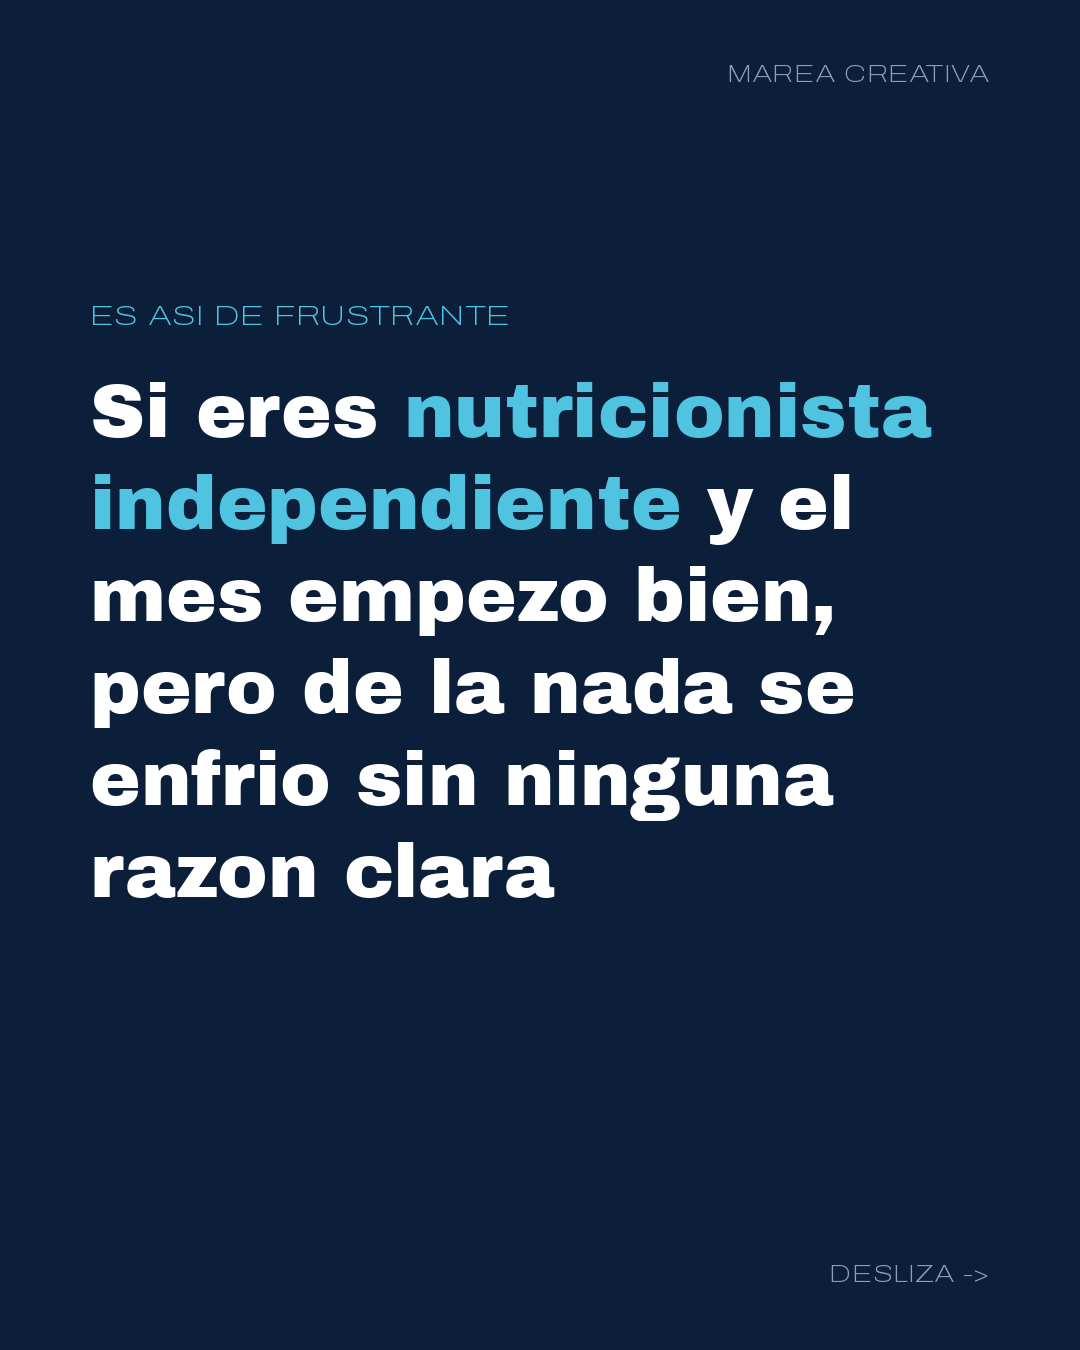 MAREA CREATIVA
ES ASI DE FRUSTRANTE
Si eres nutricionista
independiente y el
mes empezo bien,
pero de la nada se
enfrio sin ninguna
razon clara
DESLIZA ->